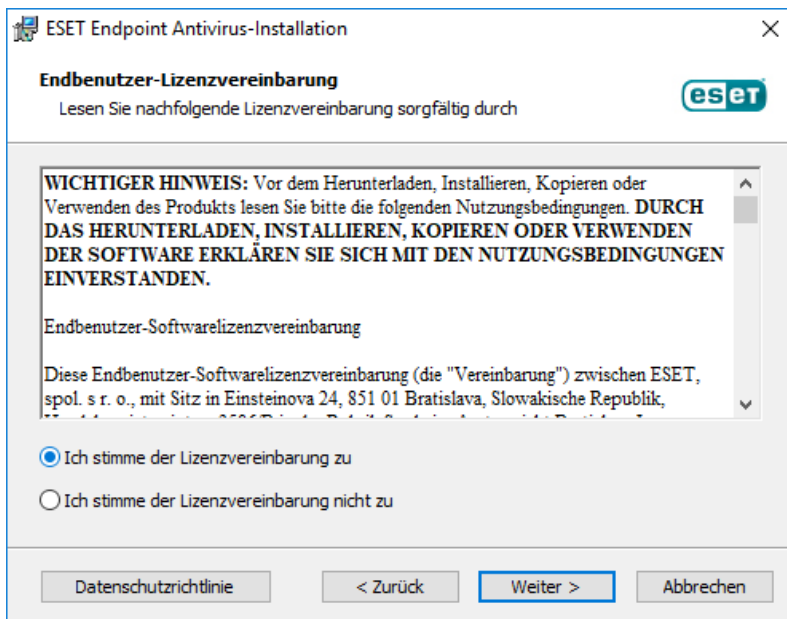 ESET Endpoint Antivirus-Installation
Endbenutzer-Lizenzvereinbarung
Lesen Sie nachfolgende Lizenzvereinbarung sorgfältig durch
eseT
WICHTIGER HINWEIS: Vor dem Herunterladen, Installieren, Kopieren oder
Verwenden des Produkts lesen Sie bitte die folgenden Nutzungsbedingungen. DURCH
DAS HERUNTERLADEN, INSTALLIEREN, KOPIEREN ODER VERWENDEN
DER SOFTWARE ERKLÄREN SIE SICH MIT DEN NUTZUNGSBEDINGUNGEN
EINVERSTANDEN.
Endbenutzer-Softwarelizenzvereinbarung
Diese Endbenutzer-Softwarelizenzvereinbarung (die "Vereinbarung") zwischen ESET,
spol. s r. o., mit Sitz in Einsteinova 24, 851 01 Bratislava, Slowakische Republik,
Ich stimme der Lizenzvereinbarung zu
Ich stimme der Lizenzvereinbarung nicht zu
Datenschutzrichtlinie
< Zurück
Weiter >
Abbrechen